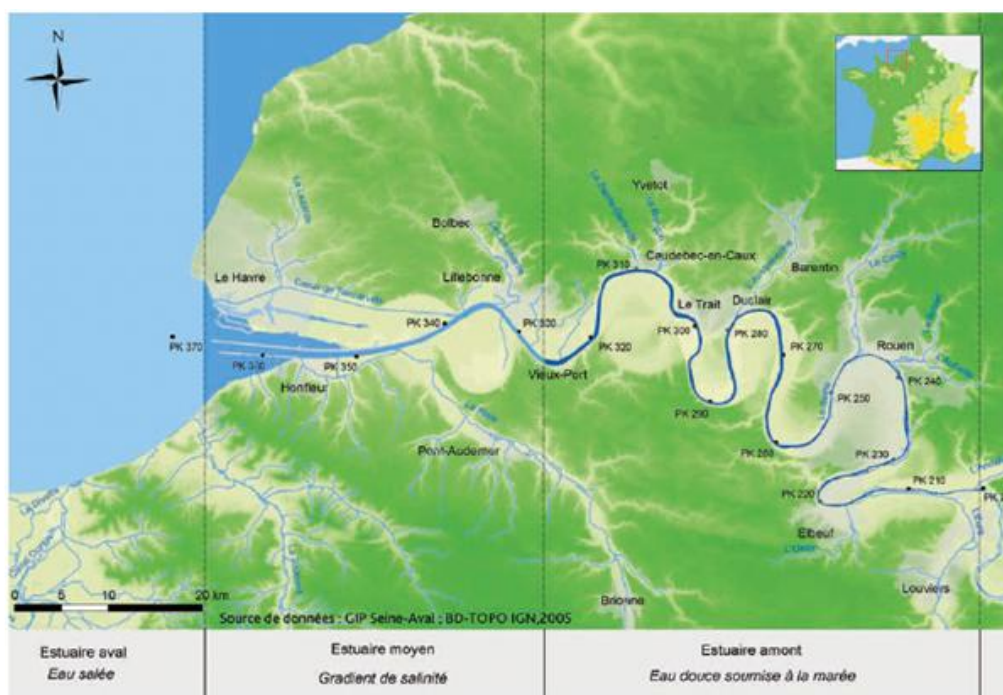 N
Yvetot
Bolbec
PK 310
Caudebec-en-Caux
Barentin
Le Havre
Lillebonne
Le Trait
Duclair
PK 340
PK 330
PK 300
PK 280
PK 370
PK 320
PK 270
Rouen
PK 350
Vieux-Port
PK 240
Honfleur
PK 290
PK 250
Pont-Audemer
PK 260
PK 230
PK 220
PK 210
Elbeuf
Louviers
Brionne
0 5 10 20 km
Source de données : GIP Seine-Aval ; BD-TOPO IGN,2005
Estuaire aval
Eau salée
Estuaire moyen
Gradient de salinité
Estuaire amont
Eau douce soumise à la marée